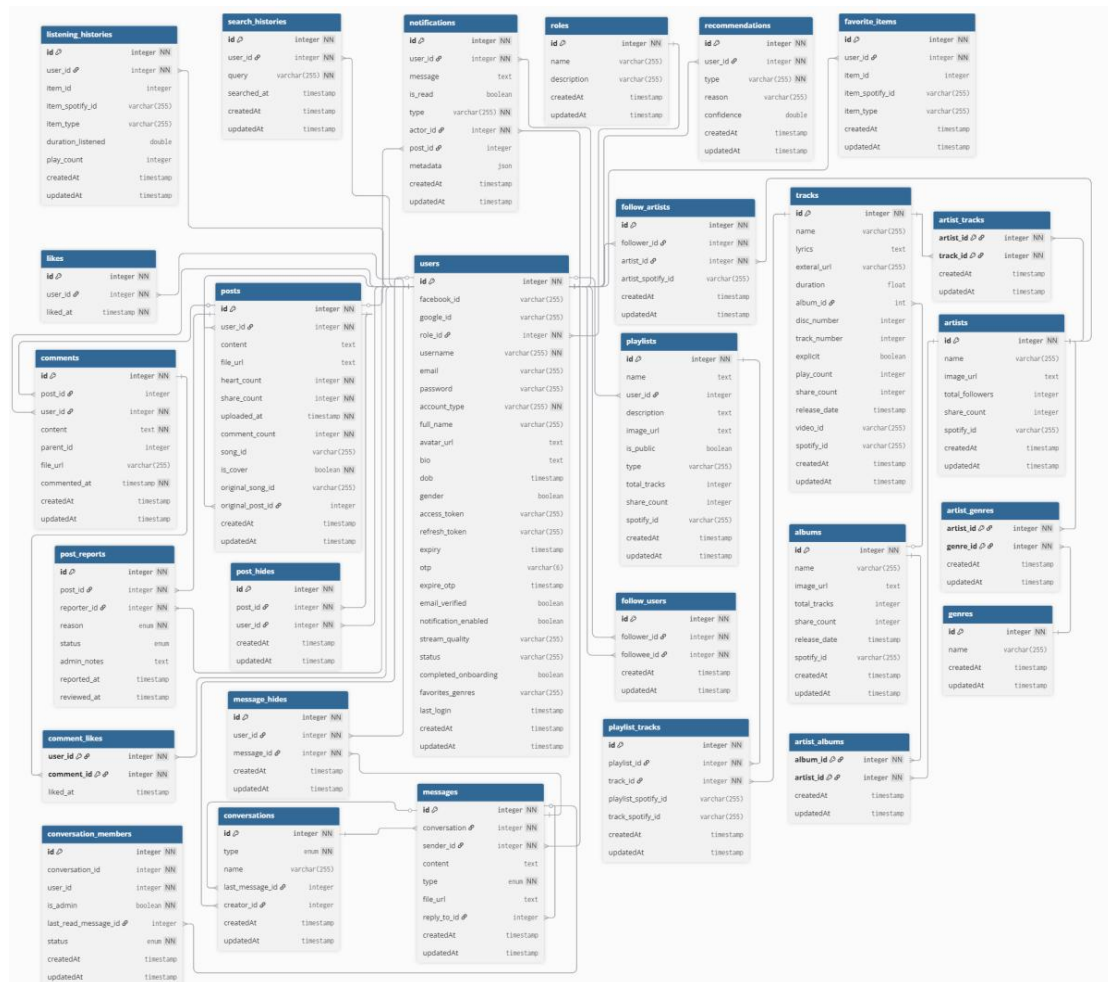 listening_histories
id integer NN
user_id integer NN
item_id integer
item_spotify_id varchar(255)
item_type varchar(255)
duration_listened double
play_count integer
createdAt timestamp
updatedAt timestamp
search_histories
id integer NN
user_id integer NN
query varchar(255) NN
searched_at timestamp
createdAt timestamp
updatedAt timestamp
notifications
id integer NN
user_id integer NN
message text
is_read boolean
type varchar(255) NN
actor_id integer NN
post_id integer
metadata json
createdAt timestamp
updatedAt timestamp
roles
id integer NN
name varchar(255)
description varchar(255)
createdAt timestamp
updatedAt timestamp
recommendations
id integer NN
user_id integer NN
type varchar(255) NN
reason varchar(255)
confidence double
createdAt timestamp
updatedAt timestamp
favorite_items
id integer NN
user_id integer NN
item_id integer
item_spotify_id varchar(255)
item_type varchar(255)
createdAt timestamp
updatedAt timestamp
likes
id integer NN
user_id integer NN
liked_at timestamp NN
posts
id integer NN
user_id integer NN
content text
file_url text
heart_count integer NN
share_count integer NN
uploaded_at timestamp NN
comment_count integer NN
song_id varchar(255)
is_cover boolean NN
original_song_id varchar(255)
original_post_id integer
createdAt timestamp
updatedAt timestamp
users
id integer NN
facebook_id varchar(255)
google_id varchar(255)
role_id integer NN
username varchar(255) NN
email varchar(255)
password varchar(255)
account_type varchar(255) NN
full_name varchar(255)
avatar_url text
bio text
dob timestamp
gender boolean
access_token varchar(255)
refresh_token varchar(255)
expiry timestamp
otp varchar(6)
expire_otp timestamp
email_verified boolean
notification_enabled boolean
stream_quality varchar(255)
status varchar(255)
completed_onboarding boolean
favorites_genres varchar(255)
last_login timestamp
createdAt timestamp
updatedAt timestamp
follow_artists
id integer NN
follower_id integer NN
artist_id integer NN
artist_spotify_id varchar(255)
createdAt timestamp
updatedAt timestamp
tracks
id integer NN
name varchar(255)
lyrics text
exteral_url varchar(255)
duration float
album_id int
disc_number integer
track_number integer
explicit boolean
play_count integer
share_count integer
release_date timestamp
video_id varchar(255)
spotify_id varchar(255)
createdAt timestamp
updatedAt timestamp
artist_tracks
artist_id integer NN
track_id integer NN
createdAt timestamp
updatedAt timestamp
comments
id integer NN
post_id integer
user_id integer NN
content text NN
parent_id integer
file_url varchar(255)
commented_at timestamp NN
createdAt timestamp
updatedAt timestamp
playlists
id integer NN
name text
user_id integer
description text
image_url text
is_public boolean
type varchar(255)
total_tracks integer
share_count integer
spotify_id varchar(255)
createdAt timestamp
updatedAt timestamp
artists
id integer NN
name varchar(255)
image_url text
total_followers integer
share_count integer
spotify_id varchar(255)
createdAt timestamp
updatedAt timestamp
artist_genres
artist_id integer NN
genre_id integer NN
createdAt timestamp
updatedAt timestamp
post_reports
id integer NN
post_id integer NN
reporter_id integer NN
reason enum NN
status enum
admin_notes text
reported_at timestamp
reviewed_at timestamp
post_hides
id integer NN
post_id integer NN
user_id integer NN
createdAt timestamp
updatedAt timestamp
albums
id integer NN
name varchar(255)
image_url text
total_tracks integer
share_count integer
release_date timestamp
spotify_id varchar(255)
createdAt timestamp
updatedAt timestamp
follow_users
id integer NN
follower_id integer NN
followee_id integer NN
createdAt timestamp
updatedAt timestamp
genres
id integer NN
name varchar(255)
createdAt timestamp
updatedAt timestamp
message_hides
id integer NN
user_id integer NN
message_id integer NN
createdAt timestamp
updatedAt timestamp
comment_likes
user_id integer NN
comment_id integer NN
liked_at timestamp
playlist_tracks
id integer NN
playlist_id integer NN
track_id integer NN
playlist_spotify_id varchar(255)
track_spotify_id varchar(255)
createdAt timestamp
updatedAt timestamp
artist_albums
album_id integer NN
artist_id integer NN
createdAt timestamp
updatedAt timestamp
conversations
id integer NN
type enum NN
name varchar(255)
last_message_id integer
creator_id integer
createdAt timestamp
updatedAt timestamp
messages
id integer NN
conversation integer NN
sender_id integer NN
content text
type enum NN
file_url text
reply_to_id integer
createdAt timestamp
updatedAt timestamp
conversation_members
id integer NN
conversation_id integer NN
user_id integer NN
is_admin boolean NN
last_read_message_id integer
status enum NN
createdAt timestamp
updatedAt timestamp